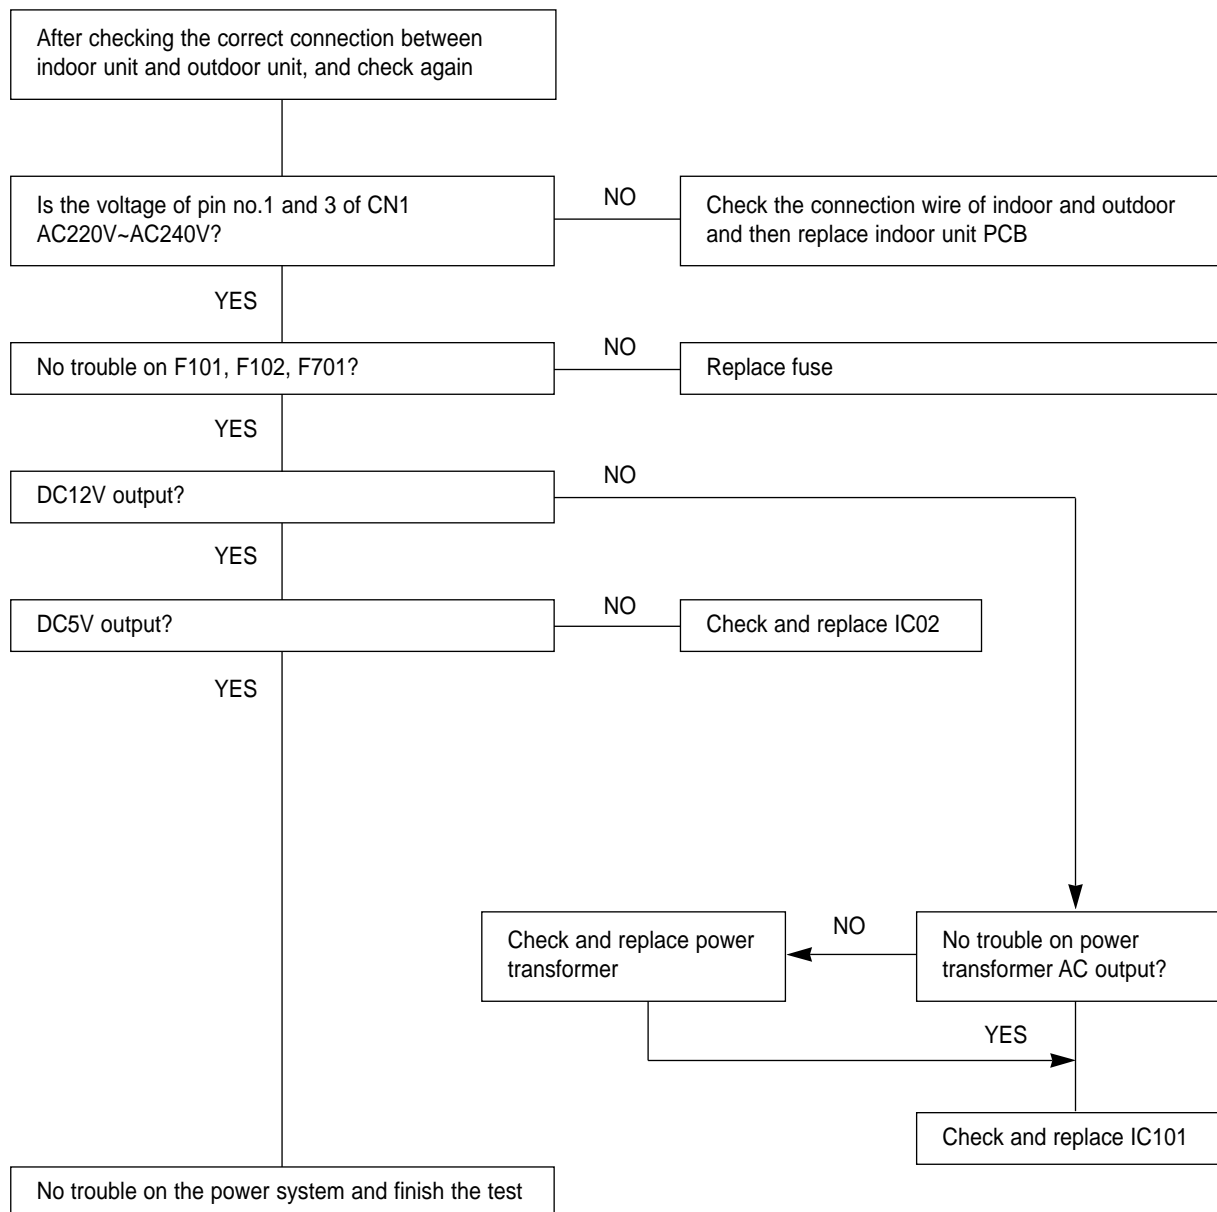 After checking the correct connection between
indoor unit and outdoor unit, and check again
Is the voltage of pin no.1 and 3 of CN1
AC220V~AC240V?
NO
Check the connection wire of indoor and outdoor
and then replace indoor unit PCB
YES
No trouble on F101, F102, F701?
NO
Replace fuse
YES
DC12V output?
NO
YES
DC5V output?
NO
Check and replace IC02
YES
Check and replace power
transformer
NO
No trouble on power
transformer AC output?
YES
Check and replace IC101
No trouble on the power system and finish the test